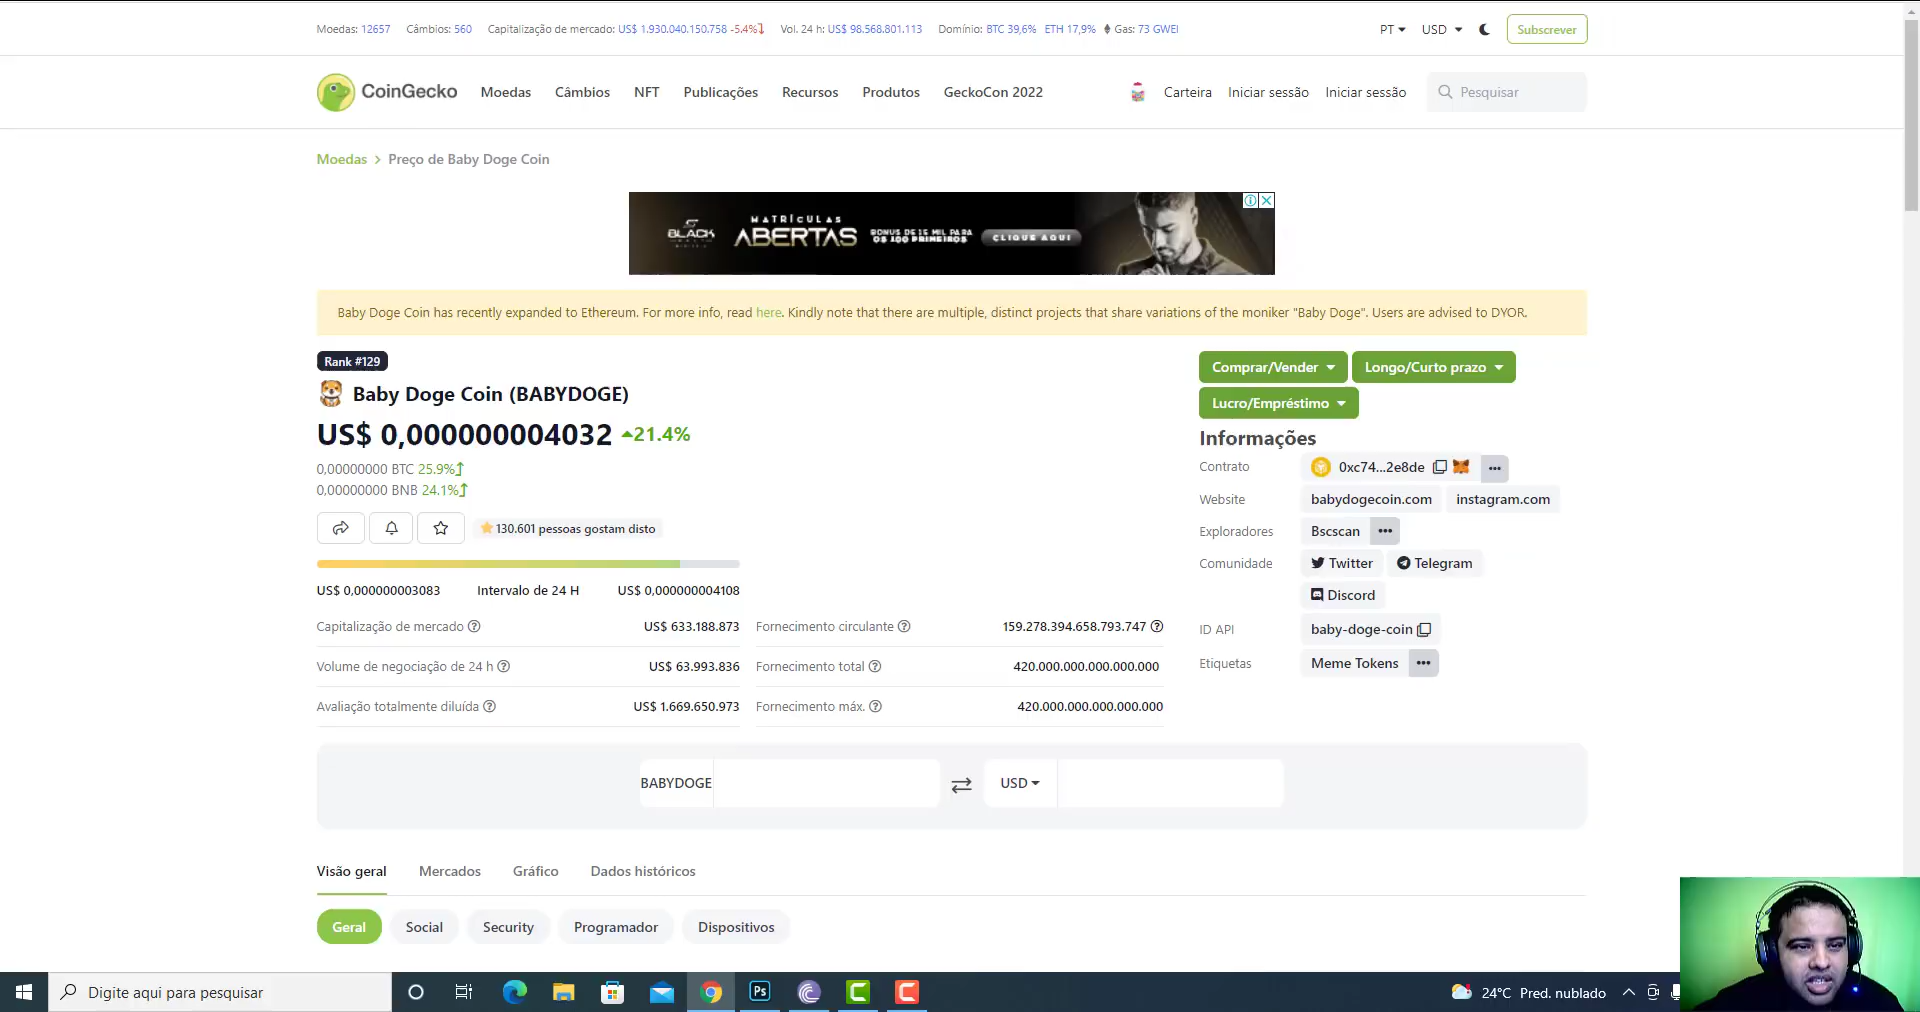 Moedas: 12657 Câmbios: 560 Capitalização de mercado: US$ 1.930.040.150.758 -5.4% Vol. 24 h: US$ 98.568.801.113 Domínio: BTC 39,6% ETH 17,9% Gas: 73 GWEI PT USD Subscrever
CoinGecko Moedas Câmbios NFT Publicações Recursos Produtos GeckoCon 2022 Carteira Iniciar sessão Iniciar sessão Pesquisar
Moedas > Preço de Baby Doge Coin
BLACK MATRÍCULAS ABERTAS BONUS DE 15 MIL PARA OS 100 PRIMEIROS CLIQUE AQUI
Baby Doge Coin has recently expanded to Ethereum. For more info, read here. Kindly note that there are multiple, distinct projects that share variations of the moniker "Baby Doge". Users are advised to DYOR.
Rank #129
Baby Doge Coin (BABYDOGE)
US$ 0,000000004032 21.4%
0,00000000 BTC 25.9%
0,00000000 BNB 24.1%
130.601 pessoas gostam disto
US$ 0,000000003083 Intervalo de 24 H US$ 0,000000004108
Capitalização de mercado US$ 633.188.873
Volume de negociação de 24 h US$ 63.993.836
Avaliação totalmente diluída US$ 1.669.650.973
Fornecimento circulante 159.278.394.658.793.747
Fornecimento total 420.000.000.000.000.000
Fornecimento máx. 420.000.000.000.000.000
Comprar/Vender Longo/Curto prazo
Lucro/Empréstimo
Informações
Contrato 0xc74...2e8de
Website babydogecoin.com instagram.com
Exploradores Bscscan
Comunidade Twitter Telegram
Discord
ID API baby-doge-coin
Etiquetas Meme Tokens
BABYDOGE USD
Visão geral Mercados Gráfico Dados históricos
Geral Social Security Programador Dispositivos
Digite aqui para pesquisar Ps 24°C Pred. nublado